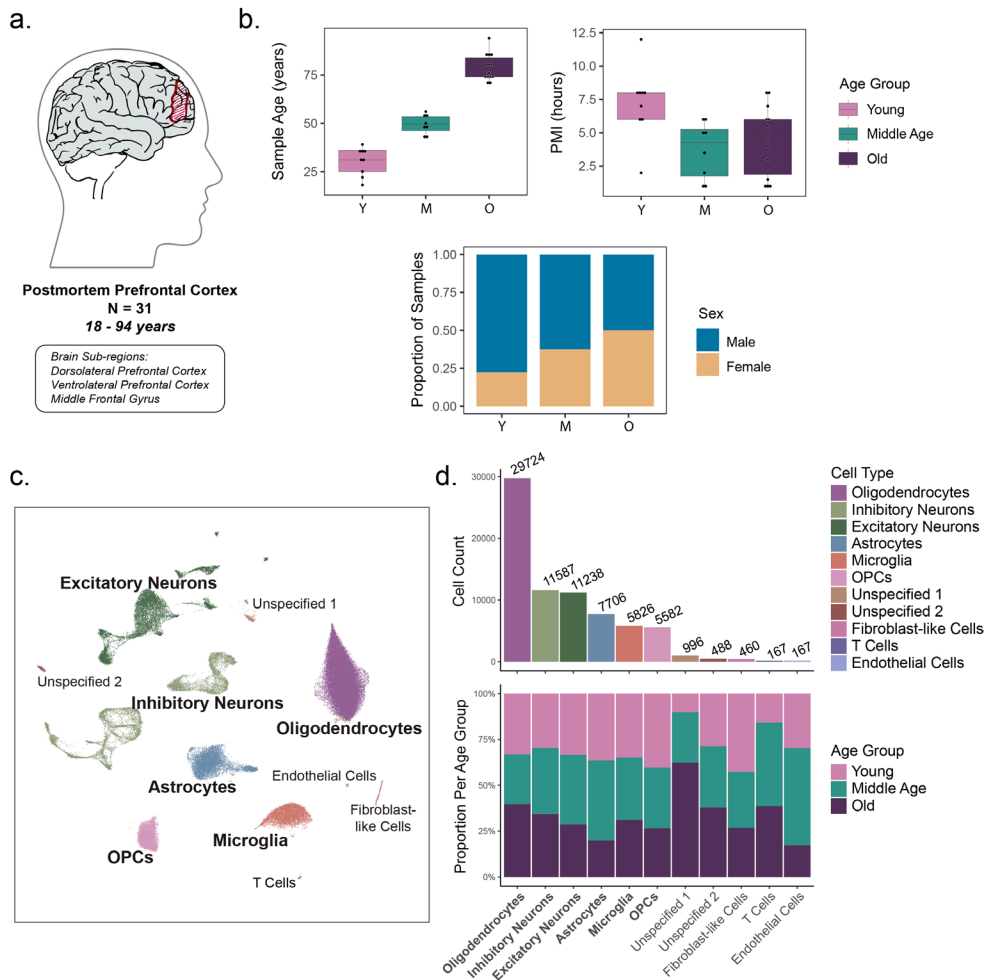 a.
Postmortem Prefrontal Cortex
N = 31
18 - 94 years
Brain Sub-regions:
Dorsolateral Prefrontal Cortex
Ventrolateral Prefrontal Cortex
Middle Frontal Gyrus
b.
Sample Age (years)
75
50
25
Y M O
PMI (hours)
12.5
10.0
7.5
5.0
2.5
Y M O
Age Group
Young
Middle Age
Old
Proportion of Samples
1.00
0.75
0.50
0.25
0.00
Y M O
Sex
Male
Female
c.
Excitatory Neurons
Unspecified 1
Unspecified 2
Inhibitory Neurons
Oligodendrocytes
Astrocytes
Endothelial Cells
Fibroblast-
like Cells
Microglia
OPCs
T Cells
d.
Cell Count
30000
20000
10000
0
29724
11587
11238
7706
5826
5582
996
488
460
167
167
Cell Type
Oligodendrocytes
Inhibitory Neurons
Excitatory Neurons
Astrocytes
Microglia
OPCs
Unspecified 1
Unspecified 2
Fibroblast-like Cells
T Cells
Endothelial Cells
Proportion Per Age Group
100%
75%
50%
25%
0%
Oligodendrocytes
Inhibitory Neurons
Excitatory Neurons
Astrocytes
Microglia
OPCs
Unspecified 1
Unspecified 2
Fibroblast-like Cells
T Cells
Endothelial Cells
Age Group
Young
Middle Age
Old